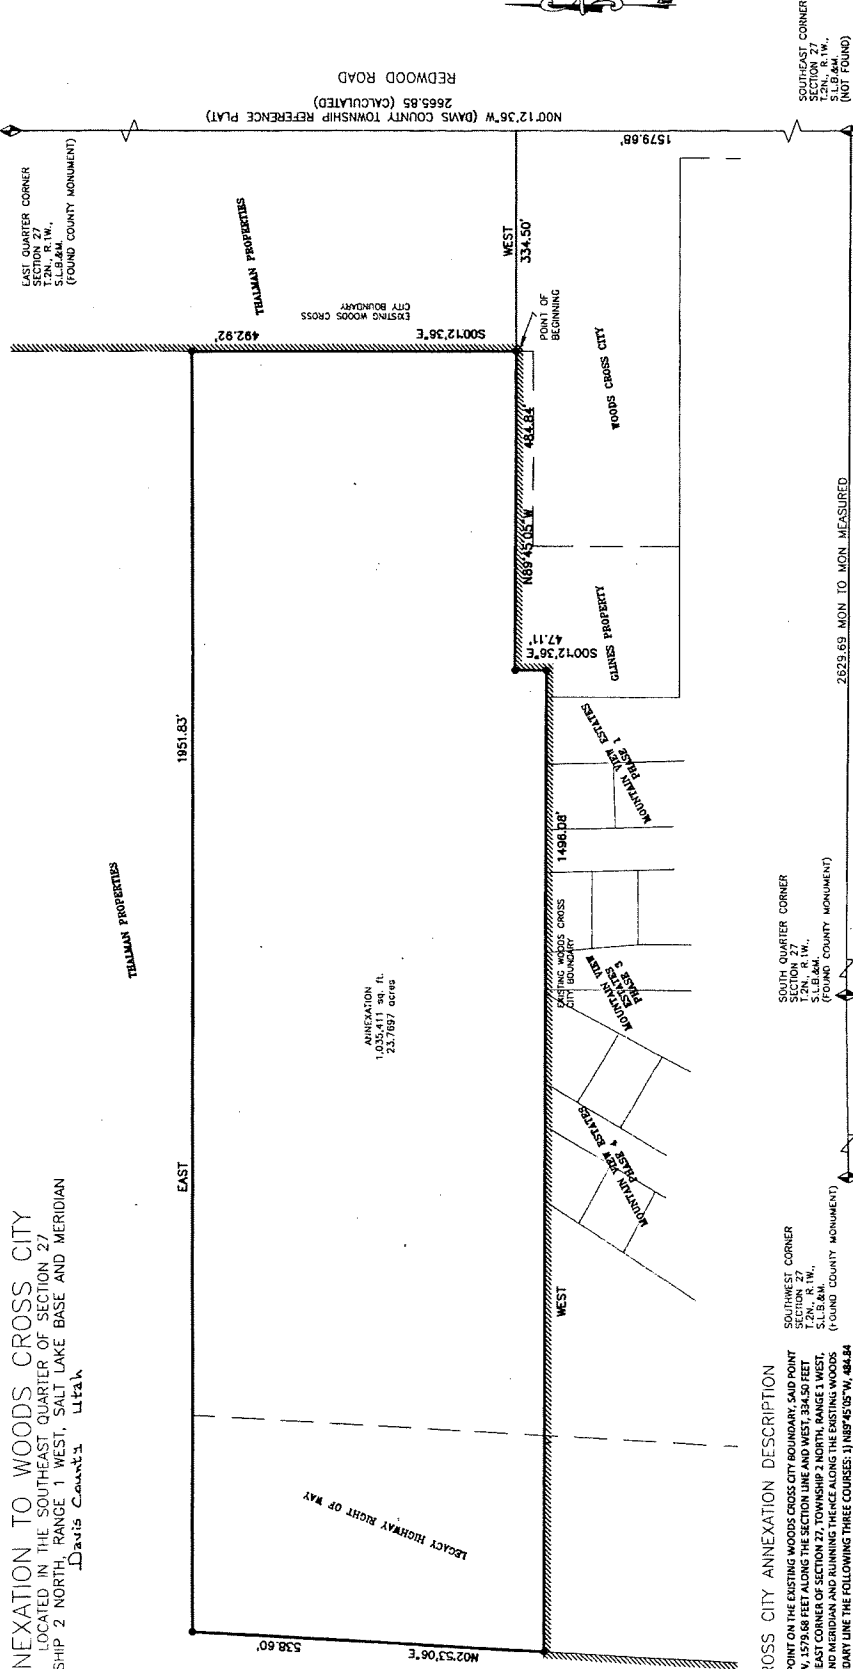 NEXATION TO WOODS CROSS CITY
LOCATED IN THE SOUTHEAST QUARTER OF SECTION 27
SHIP 2 NORTH, RANGE 1 WEST, SALT LAKE BASE AND MERIDIAN
Davis County Utah
EAST QUARTER CORNER
SECTION 27
T.2N., R.1W.,
S.L.B.&M.
(FOUND COUNTY MONUMENT)
THALMAN PROPERTIES
EAST
1951.83'
THALMAN PROPERTIES
EXISTING WOODS CROSS
CITY BOUNDARY
S00°12'36"E
492.92'
REDWOOD ROAD
N00°12'36"W (DAVIS COUNTY TOWNSHIP REFERENCE PLAT)
2665.85 (CALCULATED)
1579.68'
WEST
334.50'
POINT OF
BEGINNING
ANNEXATION
1,035,411 sq. ft.
23.7697 acres
LEGACY HIGHWAY RIGHT OF WAY
N02°53'06"E
538.60'
WEST
1496.08'
EXISTING WOODS CROSS
CITY BOUNDARY
S00°12'36"E
47.11'
N89°45'05"W
484.84'
WOODS CROSS CITY
GLINES PROPERTY
MOUNTAIN VIEW ESTATES
PHASE 1
MOUNTAIN VIEW
ESTATES
PHASE 3
MOUNTAIN VIEW ESTATES
PHASE 4
SOUTHWEST CORNER
SECTION 27
T.2N., R.1W.,
S.L.B.&M.
(FOUND COUNTY MONUMENT)
SOUTH QUARTER CORNER
SECTION 27
T.2N., R.1W.,
S.L.B.&M.
(FOUND COUNTY MONUMENT)
2629.69 MON TO MON MEASURED
SOUTHEAST CORNER
SECTION 27
T.2N., R.1W.,
S.L.B.&M.
(NOT FOUND)
ROSS CITY ANNEXATION DESCRIPTION
POINT ON THE EXISTING WOODS CROSS CITY BOUNDARY, SAID POINT
W, 1579.68 FEET ALONG THE SECTION LINE AND WEST, 334.50 FEET
EAST CORNER OF SECTION 27, TOWNSHIP 2 NORTH, RANGE 1 WEST,
ND MERIDIAN AND RUNNING THENCE ALONG THE EXISTING WOODS
DARY LINE THE FOLLOWING THREE COURSES: 1) N89°45'05"W, 484.84